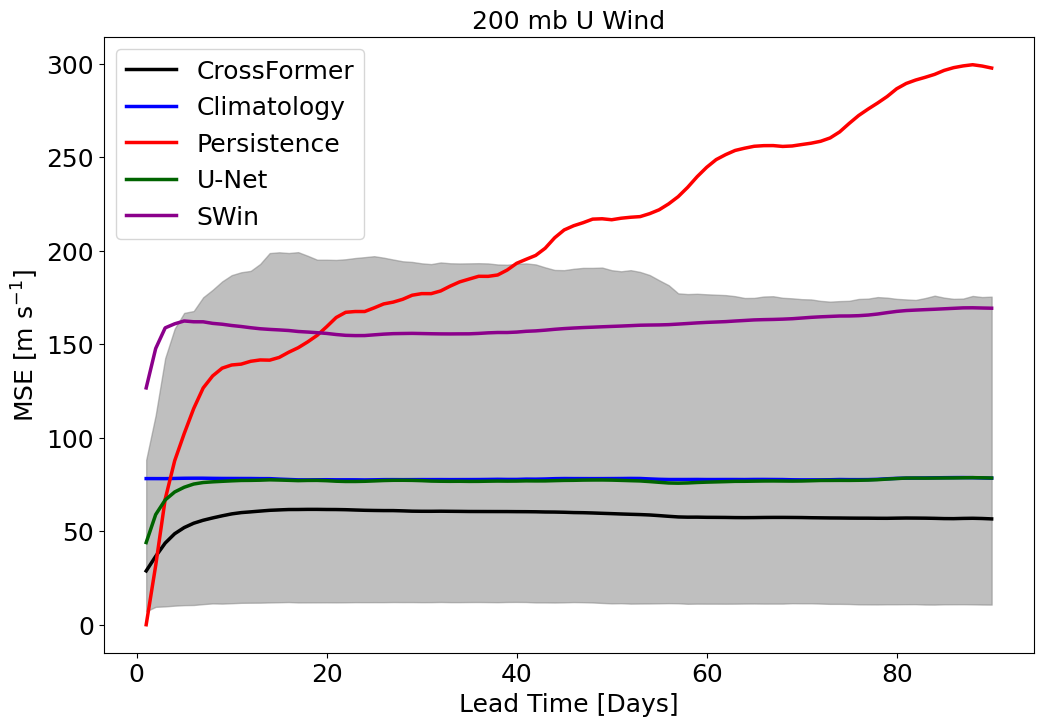 200 mb U Wind
CrossFormer
Climatology
Persistence
U-Net
SWin
MSE [m s⁻¹]
300
250
200
150
100
50
0
0 20 40 60 80
Lead Time [Days]